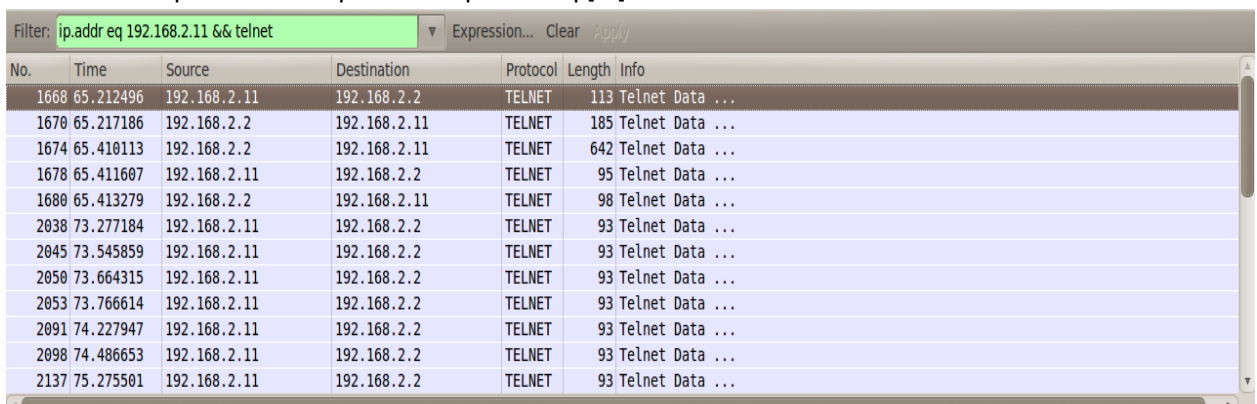 Filter: ip.addr eq 192.168.2.11 && telnet Expression... Clear Apply
No. Time Source Destination Protocol Length Info
1668 65.212496 192.168.2.11 192.168.2.2 TELNET 113 Telnet Data ...
1670 65.217186 192.168.2.2 192.168.2.11 TELNET 185 Telnet Data ...
1674 65.410113 192.168.2.2 192.168.2.11 TELNET 642 Telnet Data ...
1678 65.411607 192.168.2.11 192.168.2.2 TELNET 95 Telnet Data ...
1680 65.413279 192.168.2.2 192.168.2.11 TELNET 98 Telnet Data ...
2038 73.277184 192.168.2.11 192.168.2.2 TELNET 93 Telnet Data ...
2045 73.545859 192.168.2.11 192.168.2.2 TELNET 93 Telnet Data ...
2050 73.664315 192.168.2.11 192.168.2.2 TELNET 93 Telnet Data ...
2053 73.766614 192.168.2.11 192.168.2.2 TELNET 93 Telnet Data ...
2091 74.227947 192.168.2.11 192.168.2.2 TELNET 93 Telnet Data ...
2098 74.486653 192.168.2.11 192.168.2.2 TELNET 93 Telnet Data ...
2137 75.275501 192.168.2.11 192.168.2.2 TELNET 93 Telnet Data ...